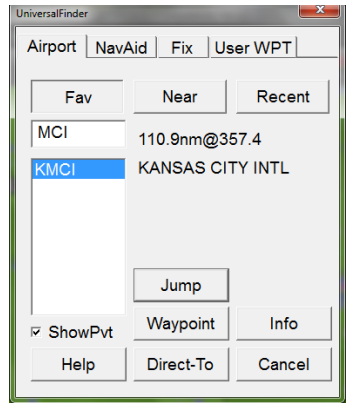 UniversalFinder
Airport NavAid Fix User WPT
Fav Near Recent
MCI 110.9nm@357.4
KMCI KANSAS CITY INTL
Jump
ShowPvt Waypoint Info
Help Direct-To Cancel